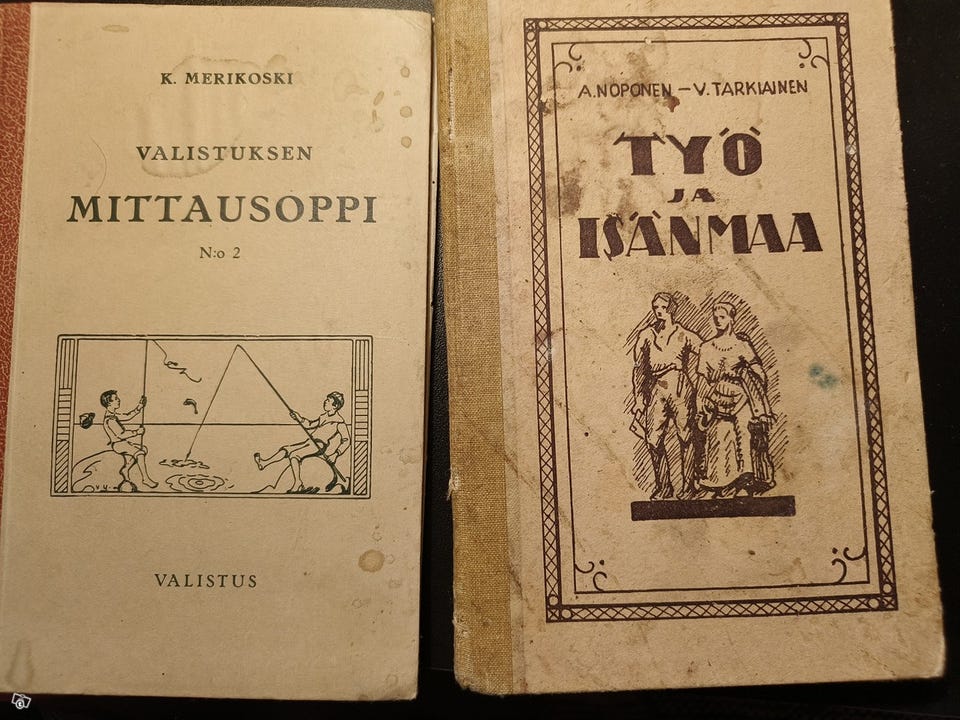 K. MERIKOSKI
VALISTUKSEN
MITTAUSOPPI
N:o 2
VALISTUS
A. NOPONEN – V. TARKIAINEN
TYÖ
JA
ISÄNMAA